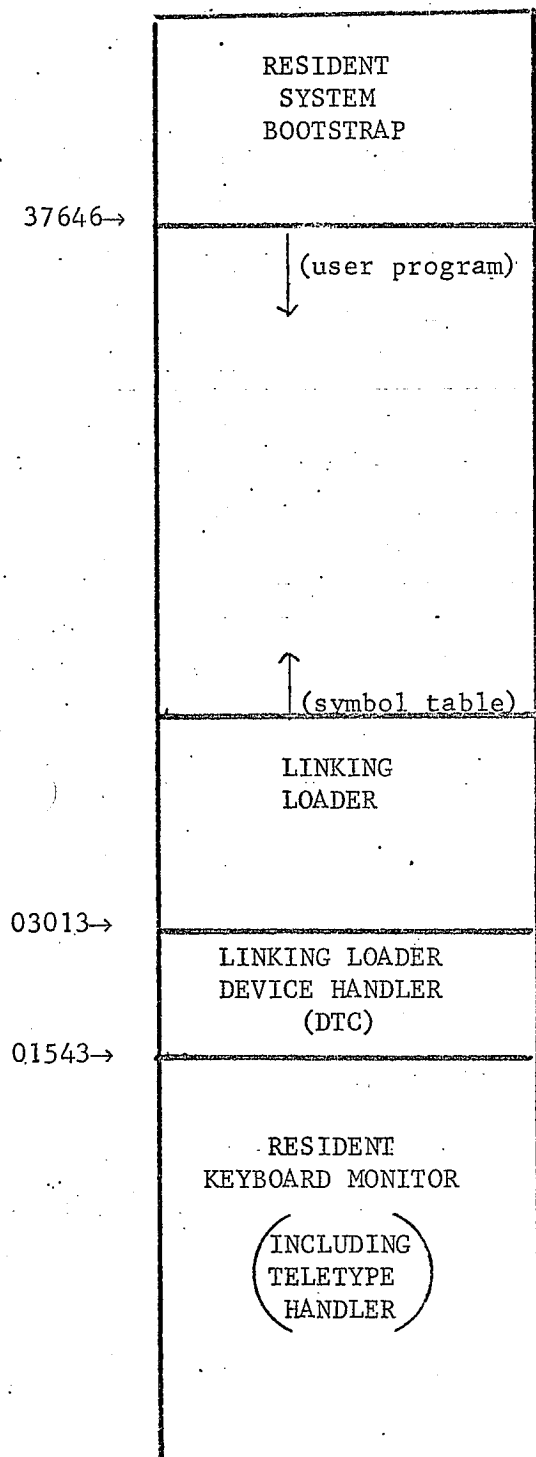 RESIDENT
SYSTEM
BOOTSTRAP
37646→
(user program)
(symbol table)
LINKING
LOADER
03013→
LINKING LOADER
DEVICE HANDLER
(DTC)
01543→
RESIDENT
KEYBOARD MONITOR
(INCLUDING
TELETYPE
HANDLER)